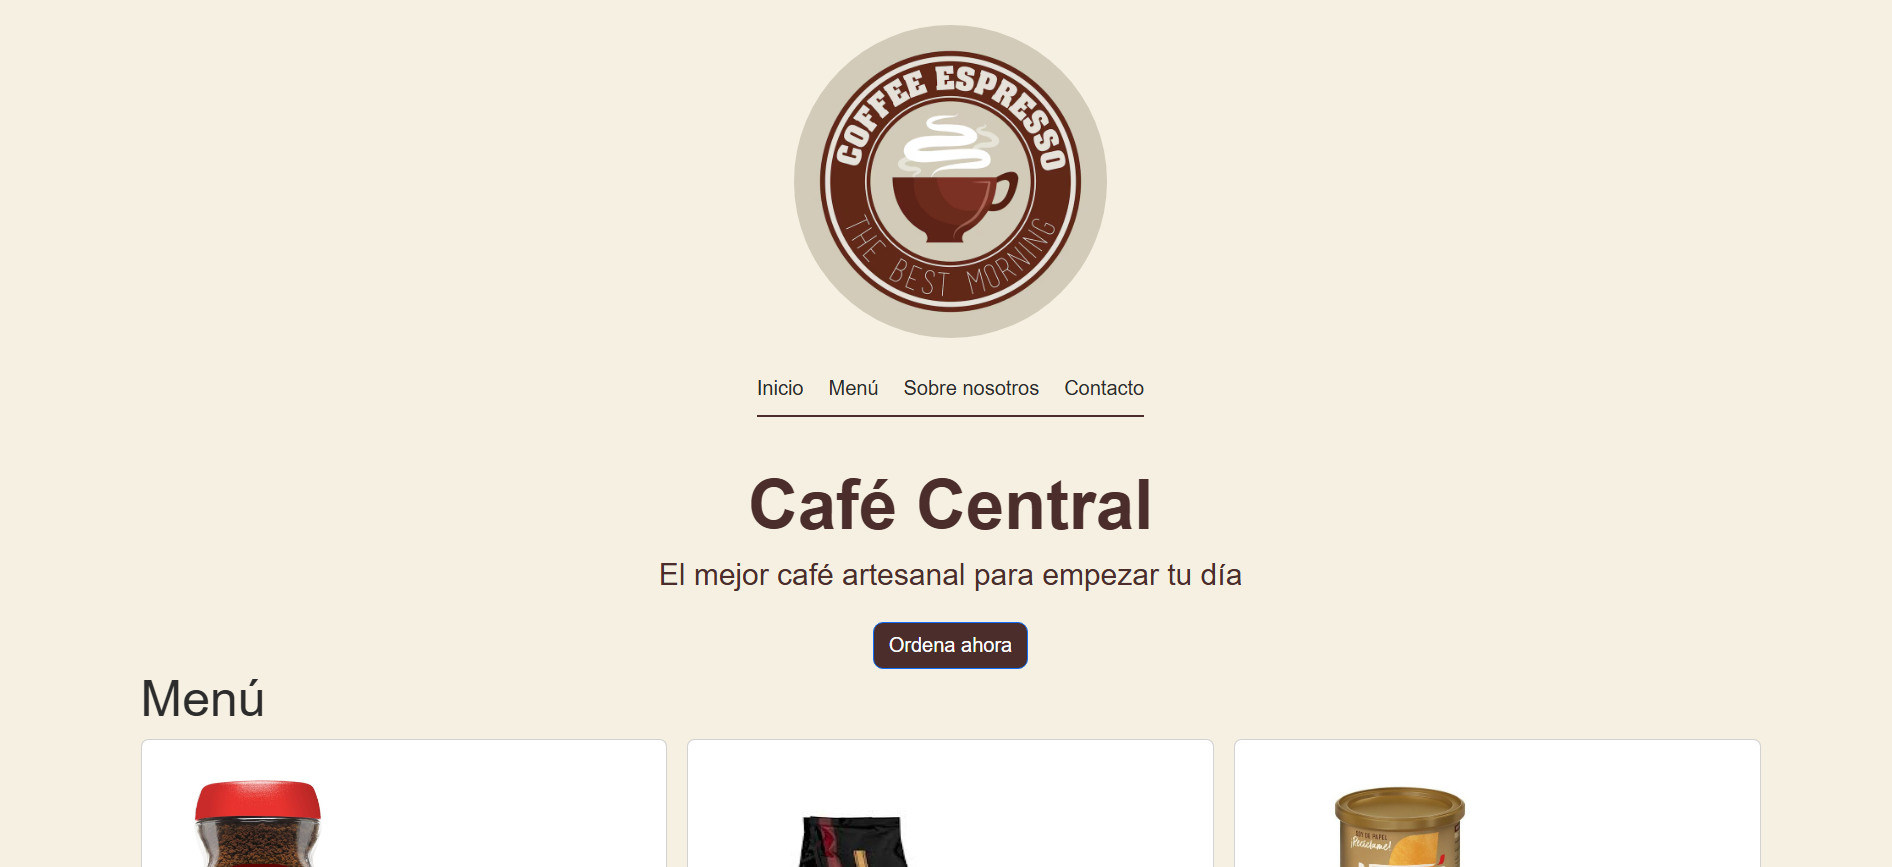 COFFEE ESPRESSO
THE BEST MORNING
Inicio Menú Sobre nosotros Contacto
Café Central
El mejor café artesanal para empezar tu día
Ordena ahora
Menú
¡Recíclame!